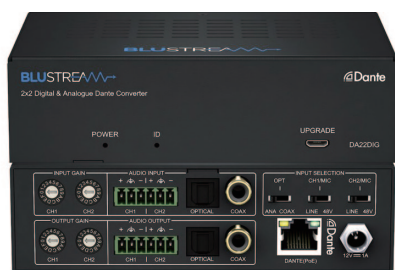 BLUSTREAM
BLUSTREAM
Dante
2x2 Digital & Analogue Dante Converter
POWER
ID
UPGRADE
DA22DIG
INPUT GAIN
AUDIO INPUT
INPUT SELECTION
OPT
CH1/MIC
CH2/MIC
+ - + -
CH1 CH2
CH1 CH2
OPTICAL
COAX
ANA COAX
LINE 48V
LINE 48V
OUTPUT GAIN
AUDIO OUTPUT
+ - + -
CH1 CH2
CH1 CH2
OPTICAL
COAX
DANTE(PoE)
Dante
12V 1A